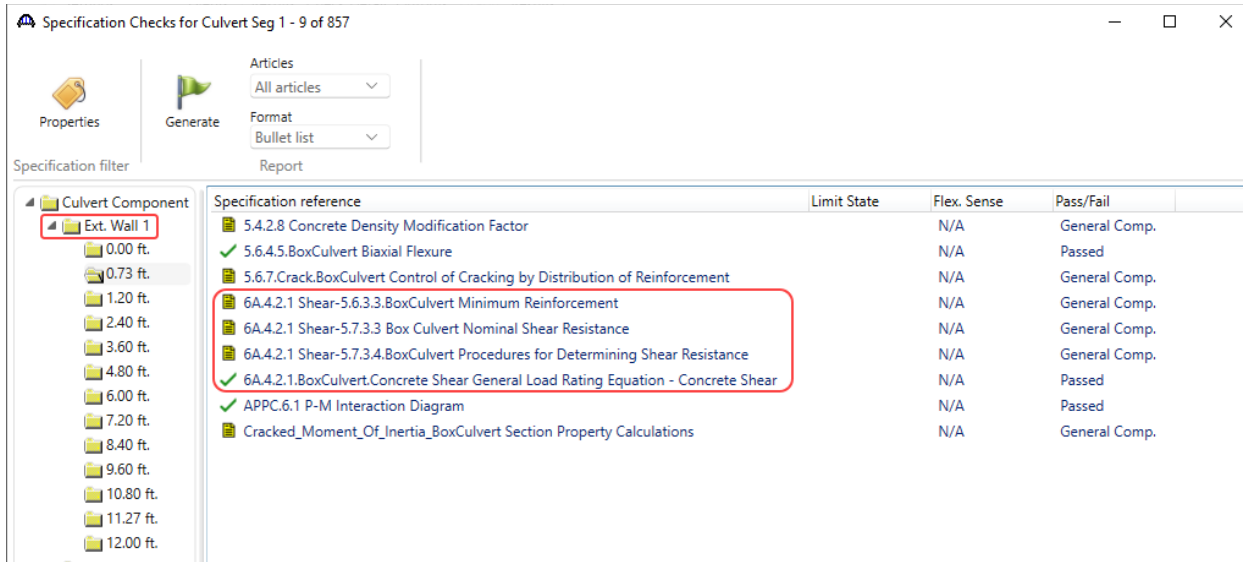 Specification Checks for Culvert Seg 1 - 9 of 857
Articles
All articles
Properties
Generate
Format
Bullet list
Specification filter
Report
Culvert Component
Ext. Wall 1
0.00 ft.
0.73 ft.
1.20 ft.
2.40 ft.
3.60 ft.
4.80 ft.
6.00 ft.
7.20 ft.
8.40 ft.
9.60 ft.
10.80 ft.
11.27 ft.
12.00 ft.
Specification reference Limit State Flex. Sense Pass/Fail
5.4.2.8 Concrete Density Modification Factor N/A General Comp.
5.6.4.5.BoxCulvert Biaxial Flexure N/A Passed
5.6.7.Crack.BoxCulvert Control of Cracking by Distribution of Reinforcement N/A General Comp.
6A.4.2.1 Shear-5.6.3.3.BoxCulvert Minimum Reinforcement N/A General Comp.
6A.4.2.1 Shear-5.7.3.3 Box Culvert Nominal Shear Resistance N/A General Comp.
6A.4.2.1 Shear-5.7.3.4.BoxCulvert Procedures for Determining Shear Resistance N/A General Comp.
6A.4.2.1.BoxCulvert.Concrete Shear General Load Rating Equation - Concrete Shear N/A Passed
APPC.6.1 P-M Interaction Diagram N/A Passed
Cracked_Moment_Of_Inertia_BoxCulvert Section Property Calculations N/A General Comp.